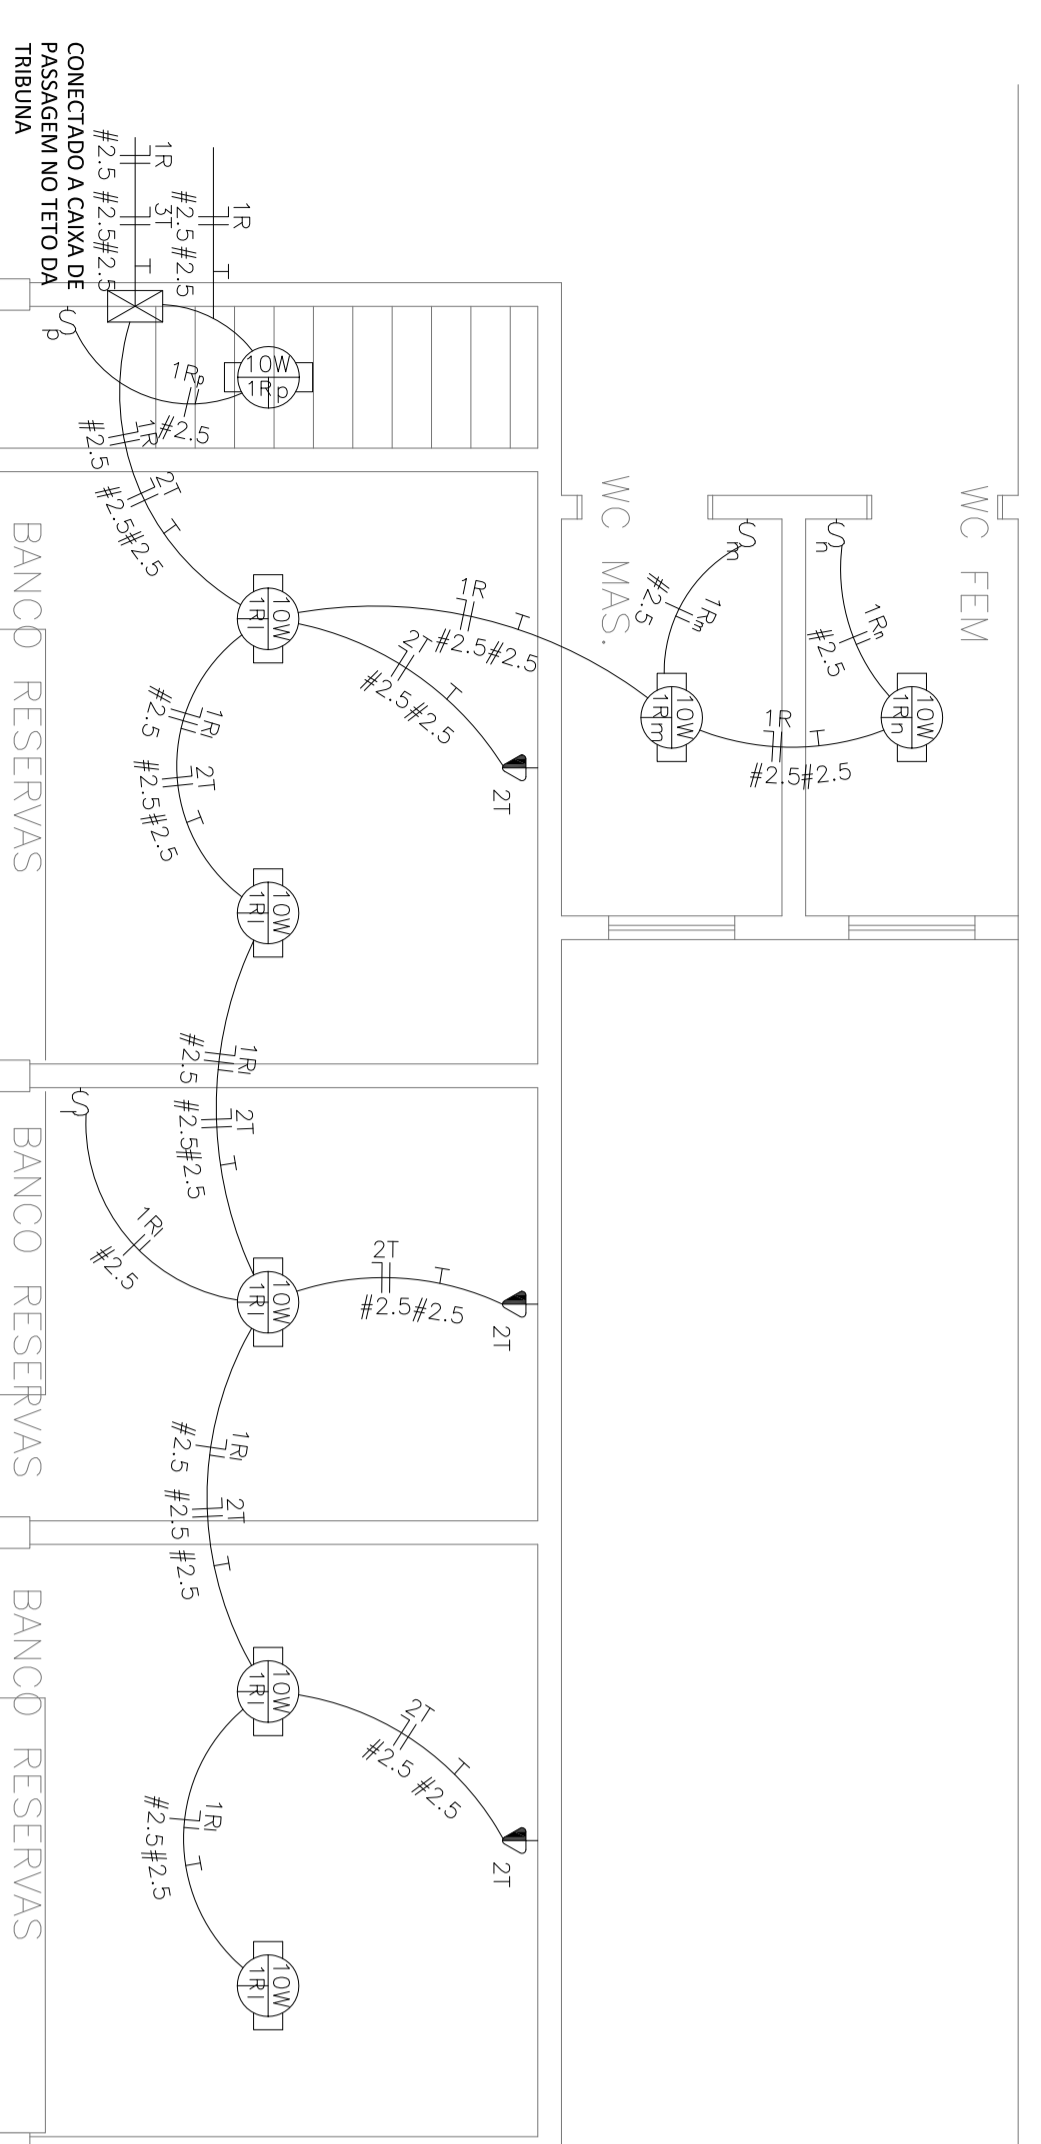 CONECTADO A CAIXA DE
PASSAGEM NO TETO DA
TRIBUNA
1R
#2.5
3T
#2.5#2.5
T
1R
#2.5
T
#2.5
S
p
10W
1Rp
1Rp
#2.5
1R
#2.5
2T
T
#2.5#2.5
WC MAS.
WC FEM
S
m
S
n
1Rm
#2.5
1Rn
#2.5
10W
1Rm
10W
1Rn
1R
T
#2.5#2.5
1R
T
#2.5#2.5
10W
1Rl
2T
T
#2.5#2.5
2T
BANCO RESERVAS
1Rl
#2.5
2T
T
#2.5#2.5
10W
1Rl
1Rl
#2.5
2T
T
#2.5#2.5
S
l
1Rl
#2.5
10W
1Rl
2T
T
#2.5#2.5
2T
BANCO RESERVAS
1Rl
#2.5
2T
T
#2.5 #2.5
10W
1Rl
2T
T
#2.5 #2.5
2T
BANCO RESERVAS
1Rl
T
#2.5#2.5
10W
1Rl